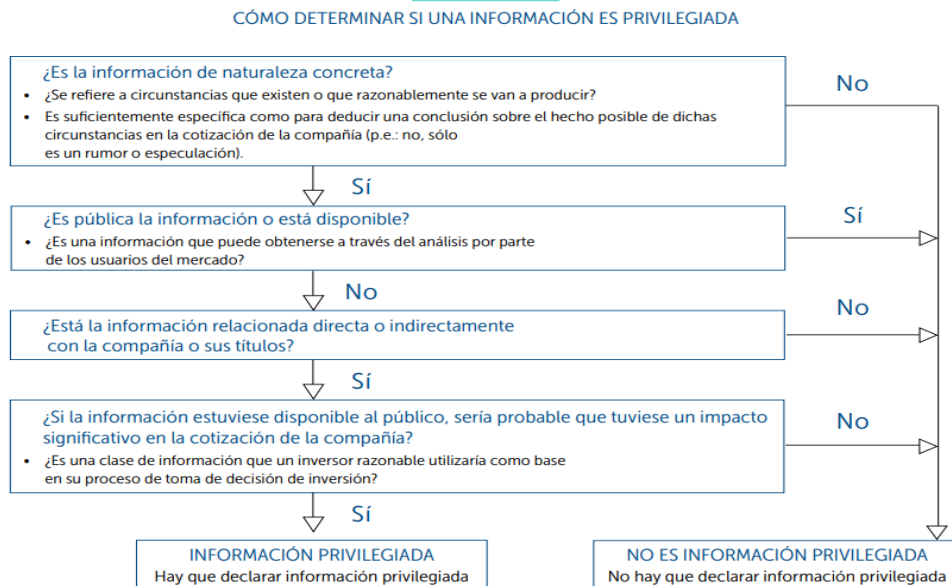 CÓMO DETERMINAR SI UNA INFORMACIÓN ES PRIVILEGIADA
¿Es la información de naturaleza concreta?
• ¿Se refiere a circunstancias que existen o que razonablemente se van a producir?
• Es suficientemente específica como para deducir una conclusión sobre el hecho posible de dichas
circunstancias en la cotización de la compañía (p.e.: no, sólo
es un rumor o especulación).
No
Sí
¿Es pública la información o está disponible?
• ¿Es una información que puede obtenerse a través del análisis por parte
de los usuarios del mercado?
Sí
No
¿Está la información relacionada directa o indirectamente
con la compañía o sus títulos?
No
Sí
¿Si la información estuviese disponible al público, sería probable que tuviese un impacto
significativo en la cotización de la compañía?
• ¿Es una clase de información que un inversor razonable utilizaría como base
en su proceso de toma de decisión de inversión?
No
Sí
INFORMACIÓN PRIVILEGIADA
Hay que declarar información privilegiada
NO ES INFORMACIÓN PRIVILEGIADA
No hay que declarar información privilegiada